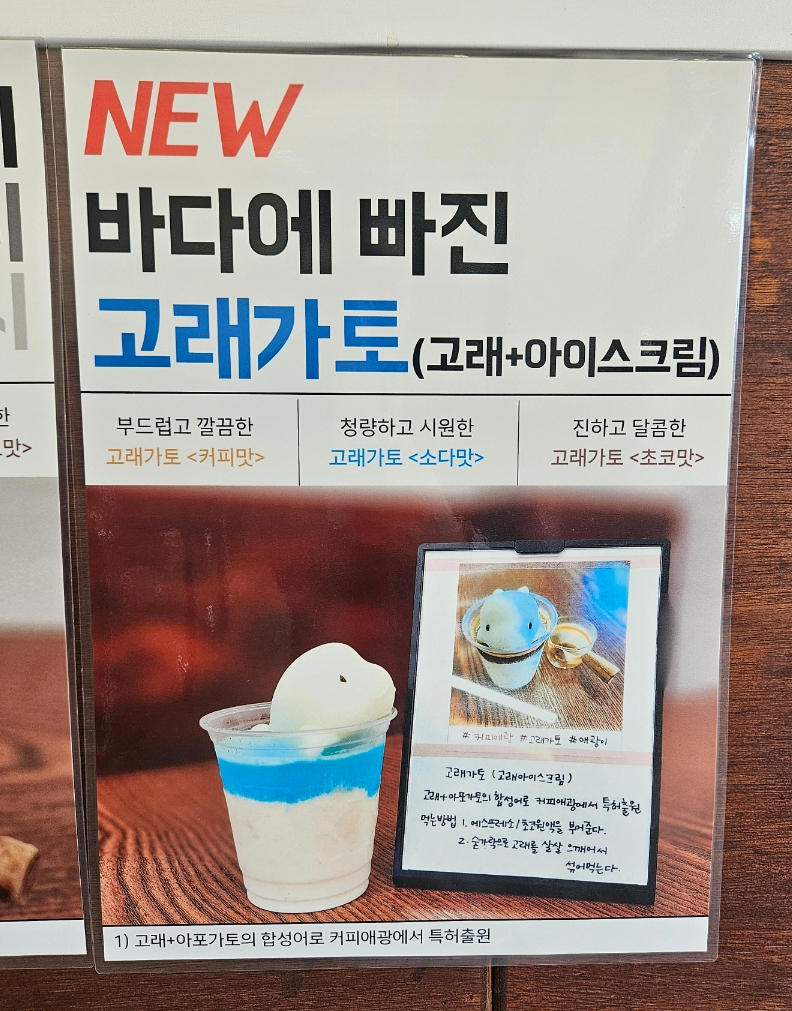 NEW
바다에 빠진
고래가토(고래+아이스크림)
부드럽고 깔끔한
고래가토 <커피맛>
청량하고 시원한
고래가토 <소다맛>
진하고 달콤한
고래가토 <초코맛>
한
맛>
#커피애광 #고래가토 #애광이
고래가토 (고래아이스크림)
고래+아포가토의 합성어로 커피애광에서 특허출원
먹는방법 1. 에스프레소/초코원액을 부어준다.
2. 숟가락으로 고래를 살살 으깨어서
섞어먹는다.
1) 고래+아포가토의 합성어로 커피애광에서 특허출원